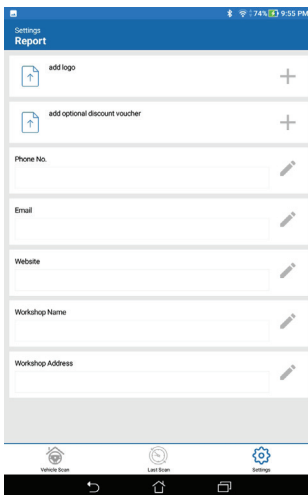 74% 9:55 PM
Settings
Report
add logo
add optional discount voucher
Phone No.
Email
Website
Workshop Name
Workshop Address
Vehicle Scan
Last Scan
Settings